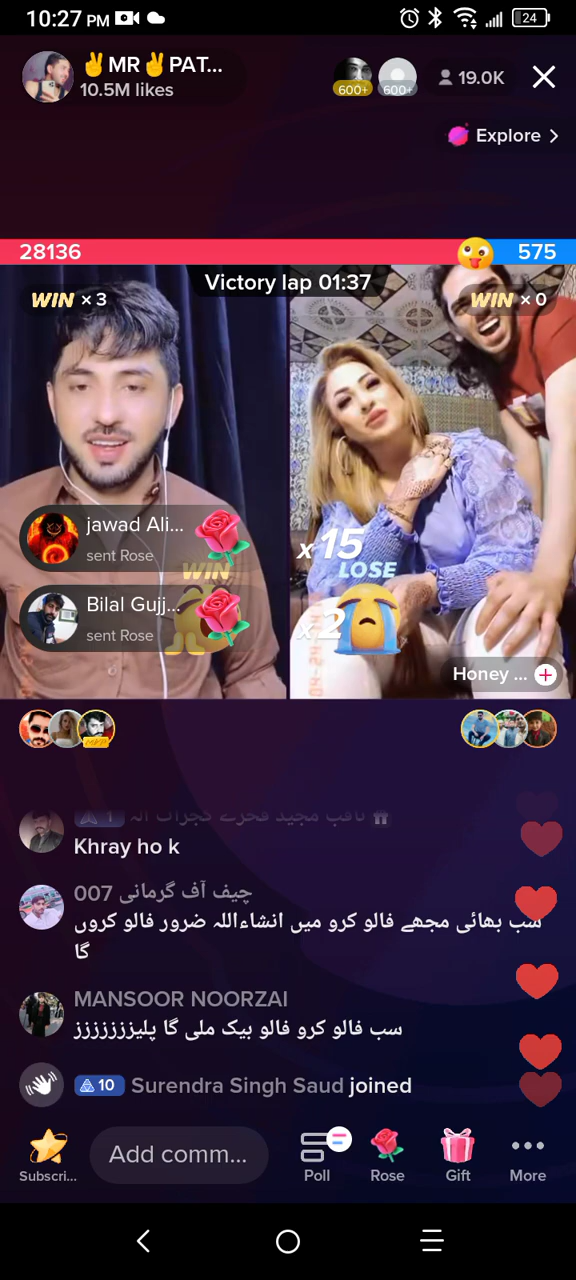 10:27 PM
24
✌MR✌PAT...
10.5M likes
600+
600+
19.0K
Explore
28136
575
Victory lap 01:37
WIN × 3
WIN × 0
jawad Ali...
sent Rose
WIN
x 15
LOSE
Bilal Gujj...
sent Rose
x2
Honey ...
1
Khray ho k
007 چیف آف گرمانی
سب بھائی مجھے فالو کرو میں انشاءاللہ ضرور فالو کروں
گا
MANSOOR NOORZAI
سب فالو کرو فالو بیک ملی گا پلیزززززز
10 Surendra Singh Saud joined
Subscri...
Add comm...
Poll
Rose
Gift
More